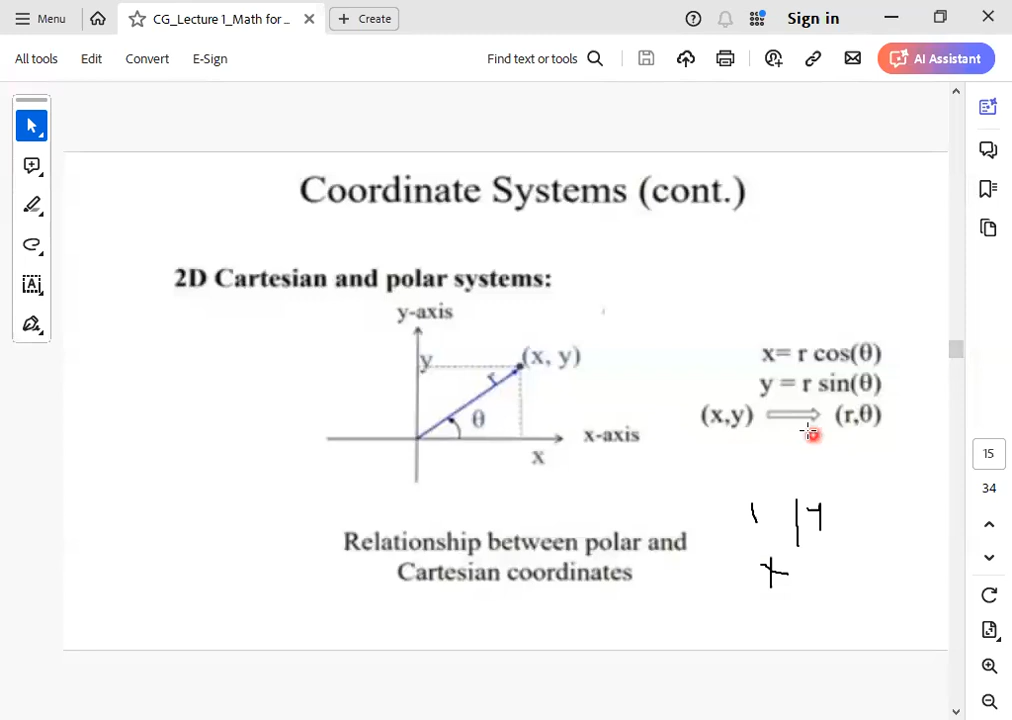 Menu
CG_Lecture 1_Math for ...
Create
Sign in
All tools
Edit
Convert
E-Sign
Find text or tools
AI Assistant
Coordinate Systems (cont.)
2D Cartesian and polar systems:
y-axis
y
(x, y)
r
θ
x-axis
x
x= r cos(θ)
y = r sin(θ)
(x,y) ⟹ (r,θ)
Relationship between polar and
Cartesian coordinates
15
34